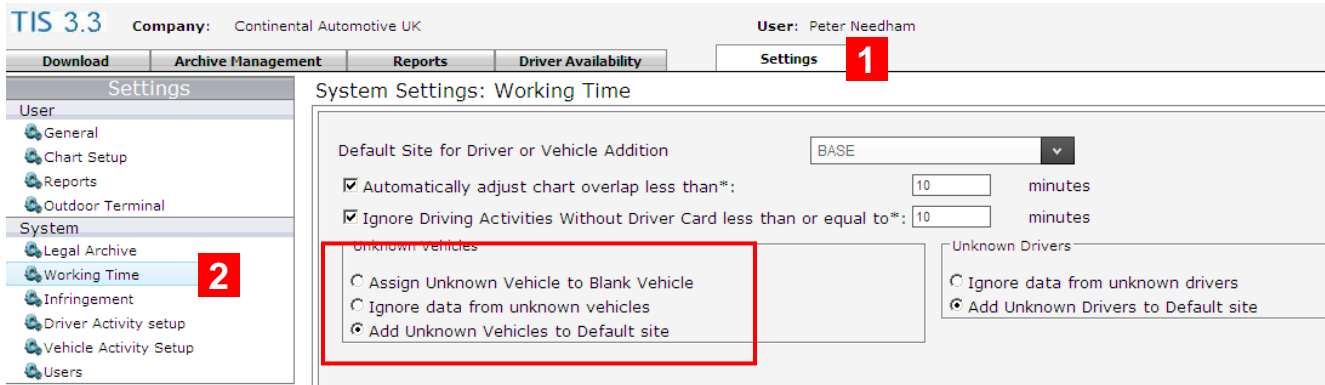 TIS 3.3 Company: Continental Automotive UK User: Peter Needham
Download Archive Management Reports Driver Availability Settings 1
Settings
User
General
Chart Setup
Reports
Outdoor Terminal
System
Legal Archive
Working Time 2
Infringement
Driver Activity setup
Vehicle Activity Setup
Users
System Settings: Working Time
Default Site for Driver or Vehicle Addition BASE
Automatically adjust chart overlap less than*: 10 minutes
Ignore Driving Activities Without Driver Card less than or equal to*: 10 minutes
Unknown Vehicles
Assign Unknown Vehicle to Blank Vehicle
Ignore data from unknown vehicles
Add Unknown Vehicles to Default site
Unknown Drivers
Ignore data from unknown drivers
Add Unknown Drivers to Default site